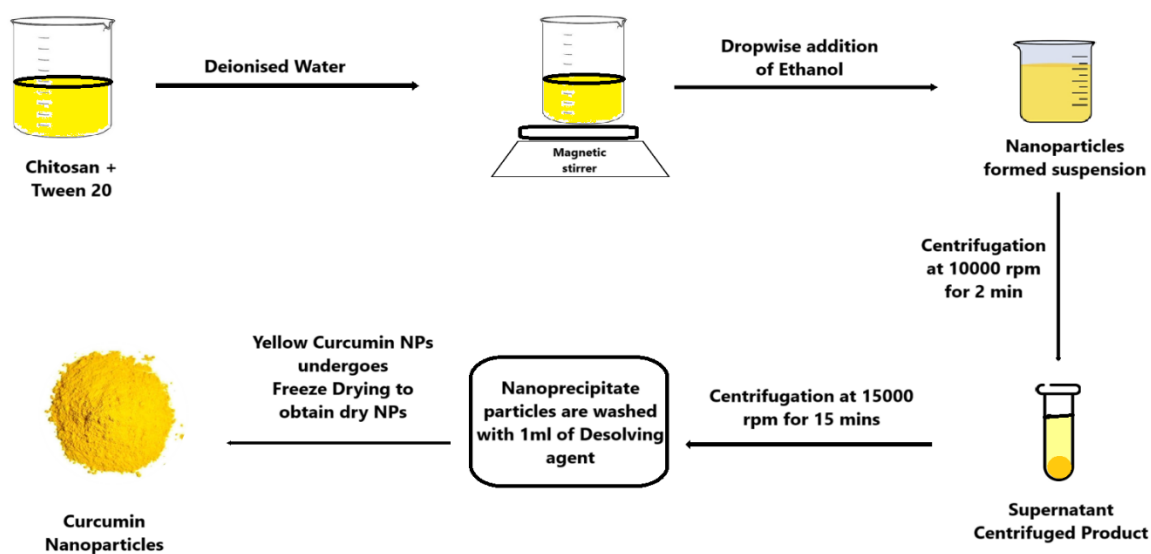 Deionised Water
Dropwise addition
of Ethanol
Chitosan +
Tween 20
Magnetic
stirrer
Nanoparticles
formed suspension
Centrifugation
at 10000 rpm
for 2 min
Supernatant
Centrifuged Product
Centrifugation at 15000
rpm for 15 mins
Nanoprecipitate
particles are washed
with 1ml of Desolving
agent
Yellow Curcumin NPs
undergoes
Freeze Drying to
obtain dry NPs
Curcumin
Nanoparticles